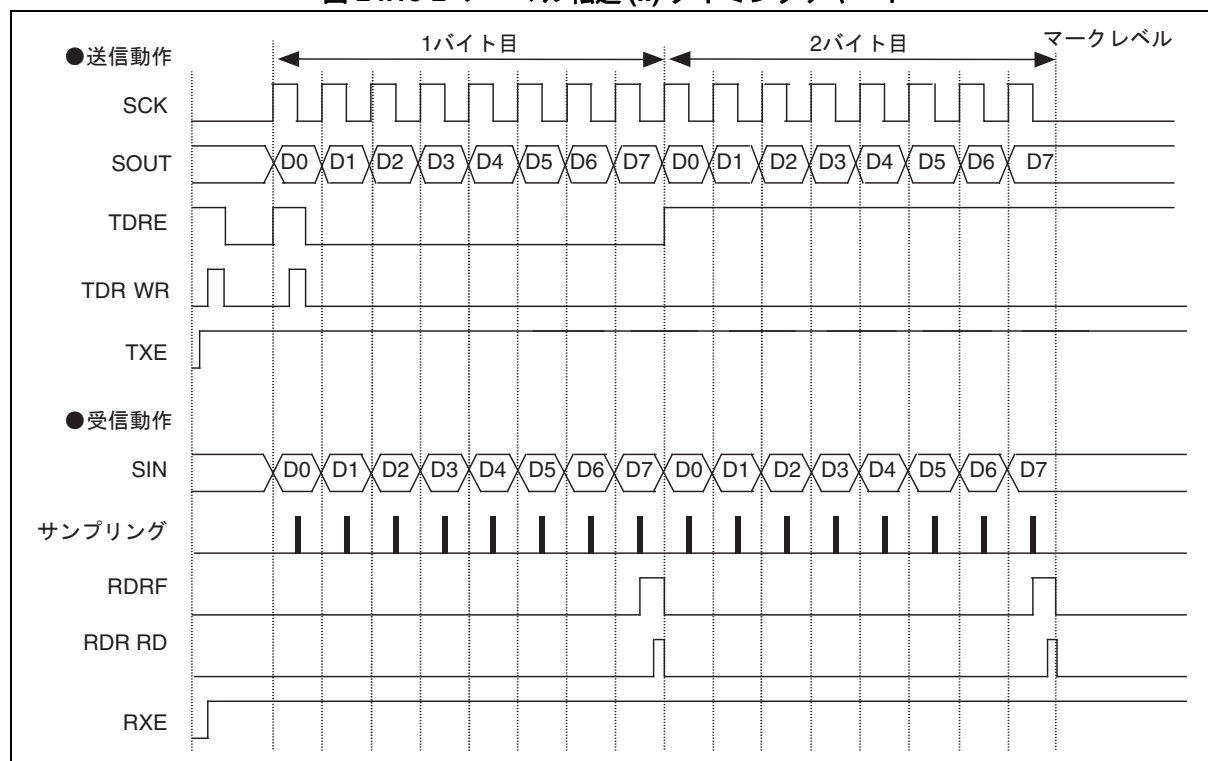 ●送信動作
1バイト目
2バイト目
マークレベル
SCK
SOUT D0 D1 D2 D3 D4 D5 D6 D7 D0 D1 D2 D3 D4 D5 D6 D7
TDRE
TDR WR
TXE
●受信動作
SIN D0 D1 D2 D3 D4 D5 D6 D7 D0 D1 D2 D3 D4 D5 D6 D7
サンプリング
RDRF
RDR RD
RXE